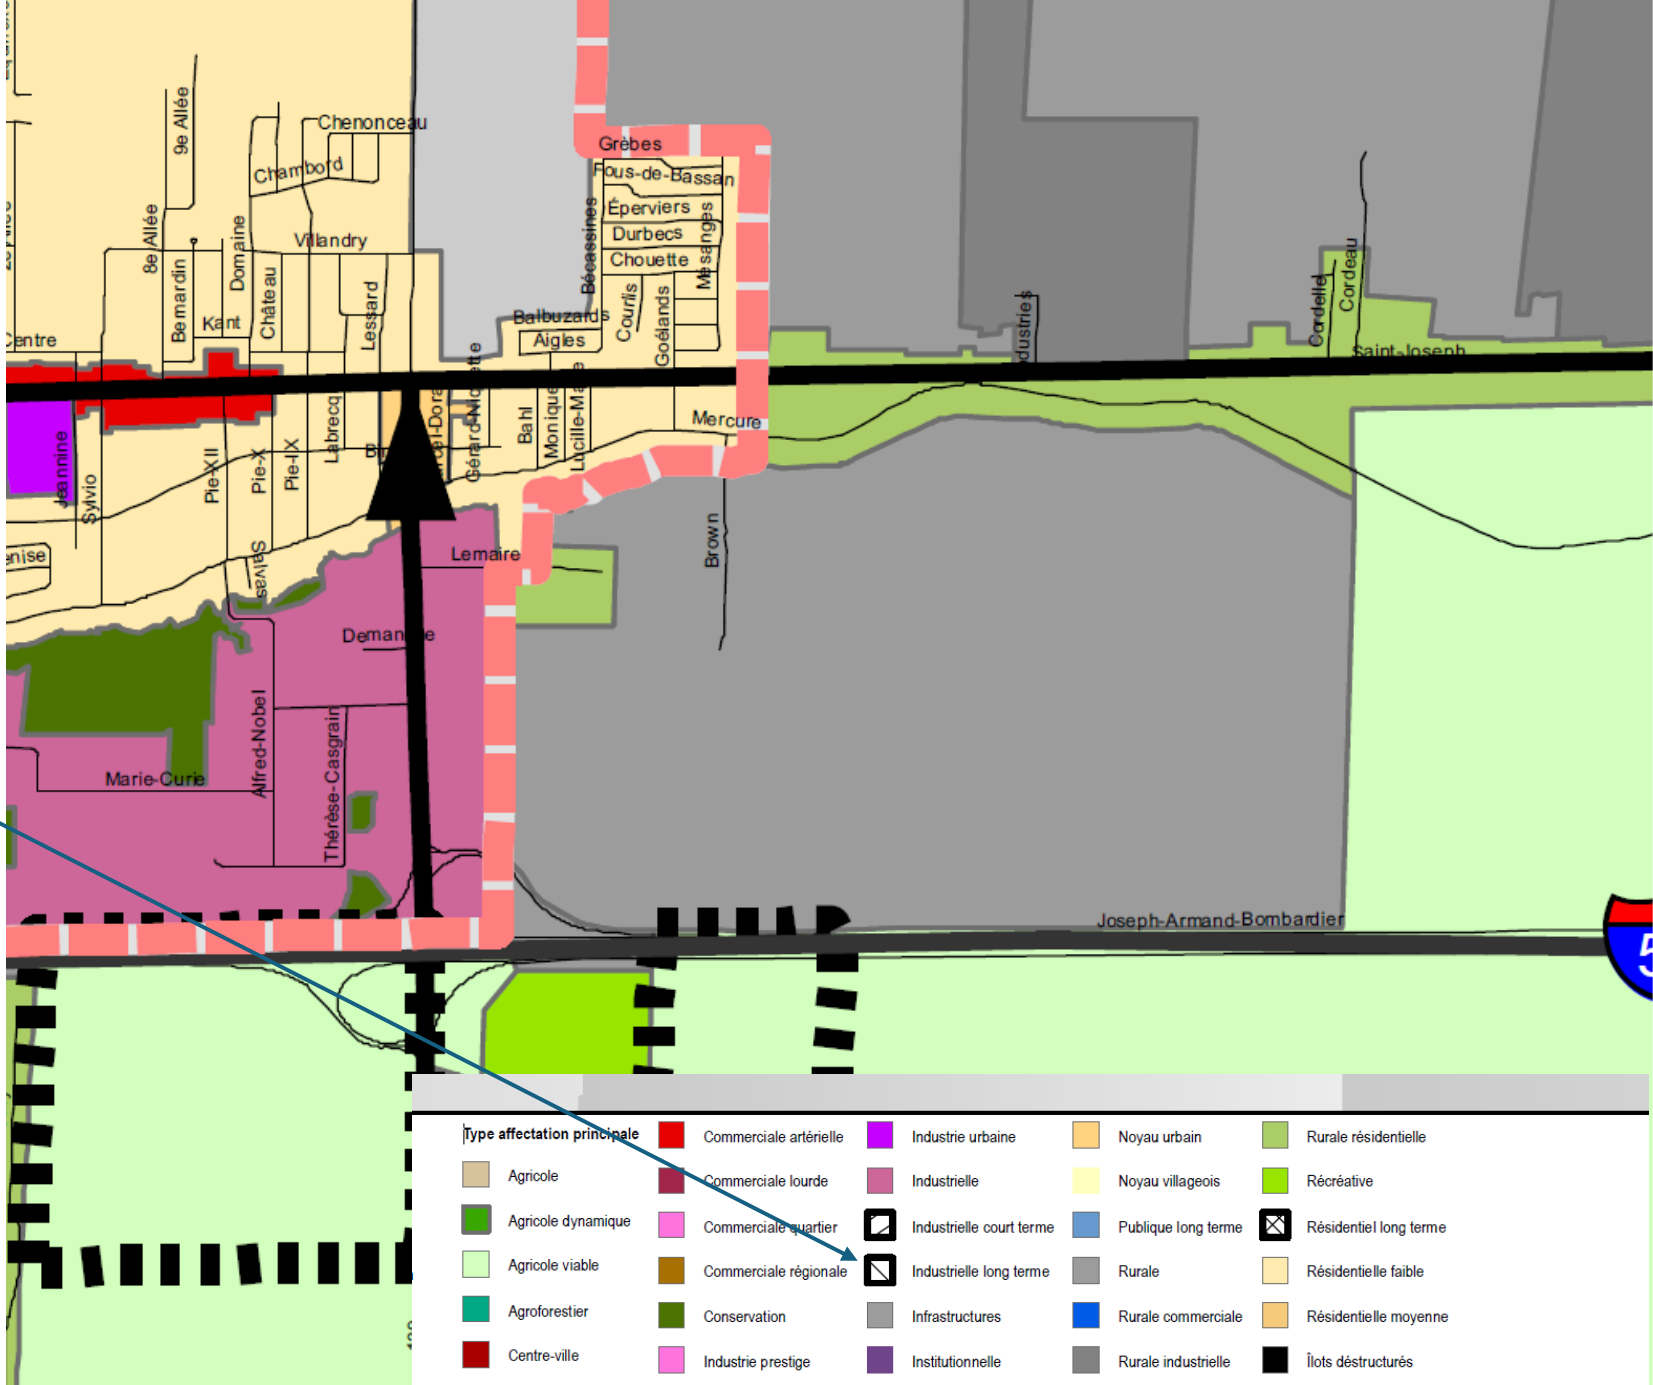 9e Allée
Chenonceau
Chambord
Grèbes
Fous-de-Bassan
Éperviers
Durbecs
Chouette
Bécassines
Mésanges
8e Allée
Domaine
Villandry
Bernardin
Château
Kant
Lessard
Centre
Balbuzards
Aigles
Courlis
Goélands
Cordelle
Cordeau
Saint-Joseph
Jeannine
Sylvio
Pie-XII
Pie-X
Pie-IX
Labrecq
Gérard-Niquette
Bahl
Monique
Mercure
Brown
enise
Salvas
Lemaire
Alfred-Nobel
Thérèse-Casgrain
Marie-Curie
Joseph-Armand-Bombardier
5
Type affectation principale
Agricole
Agricole dynamique
Agricole viable
Agroforestier
Centre-ville
Commerciale artérielle
Commerciale lourde
Commerciale quartier
Commerciale régionale
Conservation
Industrie prestige
Industrie urbaine
Industrielle
Industrielle court terme
Industrielle long terme
Infrastructures
Institutionnelle
Noyau urbain
Noyau villageois
Publique long terme
Rurale
Rurale commerciale
Rurale industrielle
Rurale résidentielle
Récréative
Résidentiel long terme
Résidentielle faible
Résidentielle moyenne
Îlots déstructurés